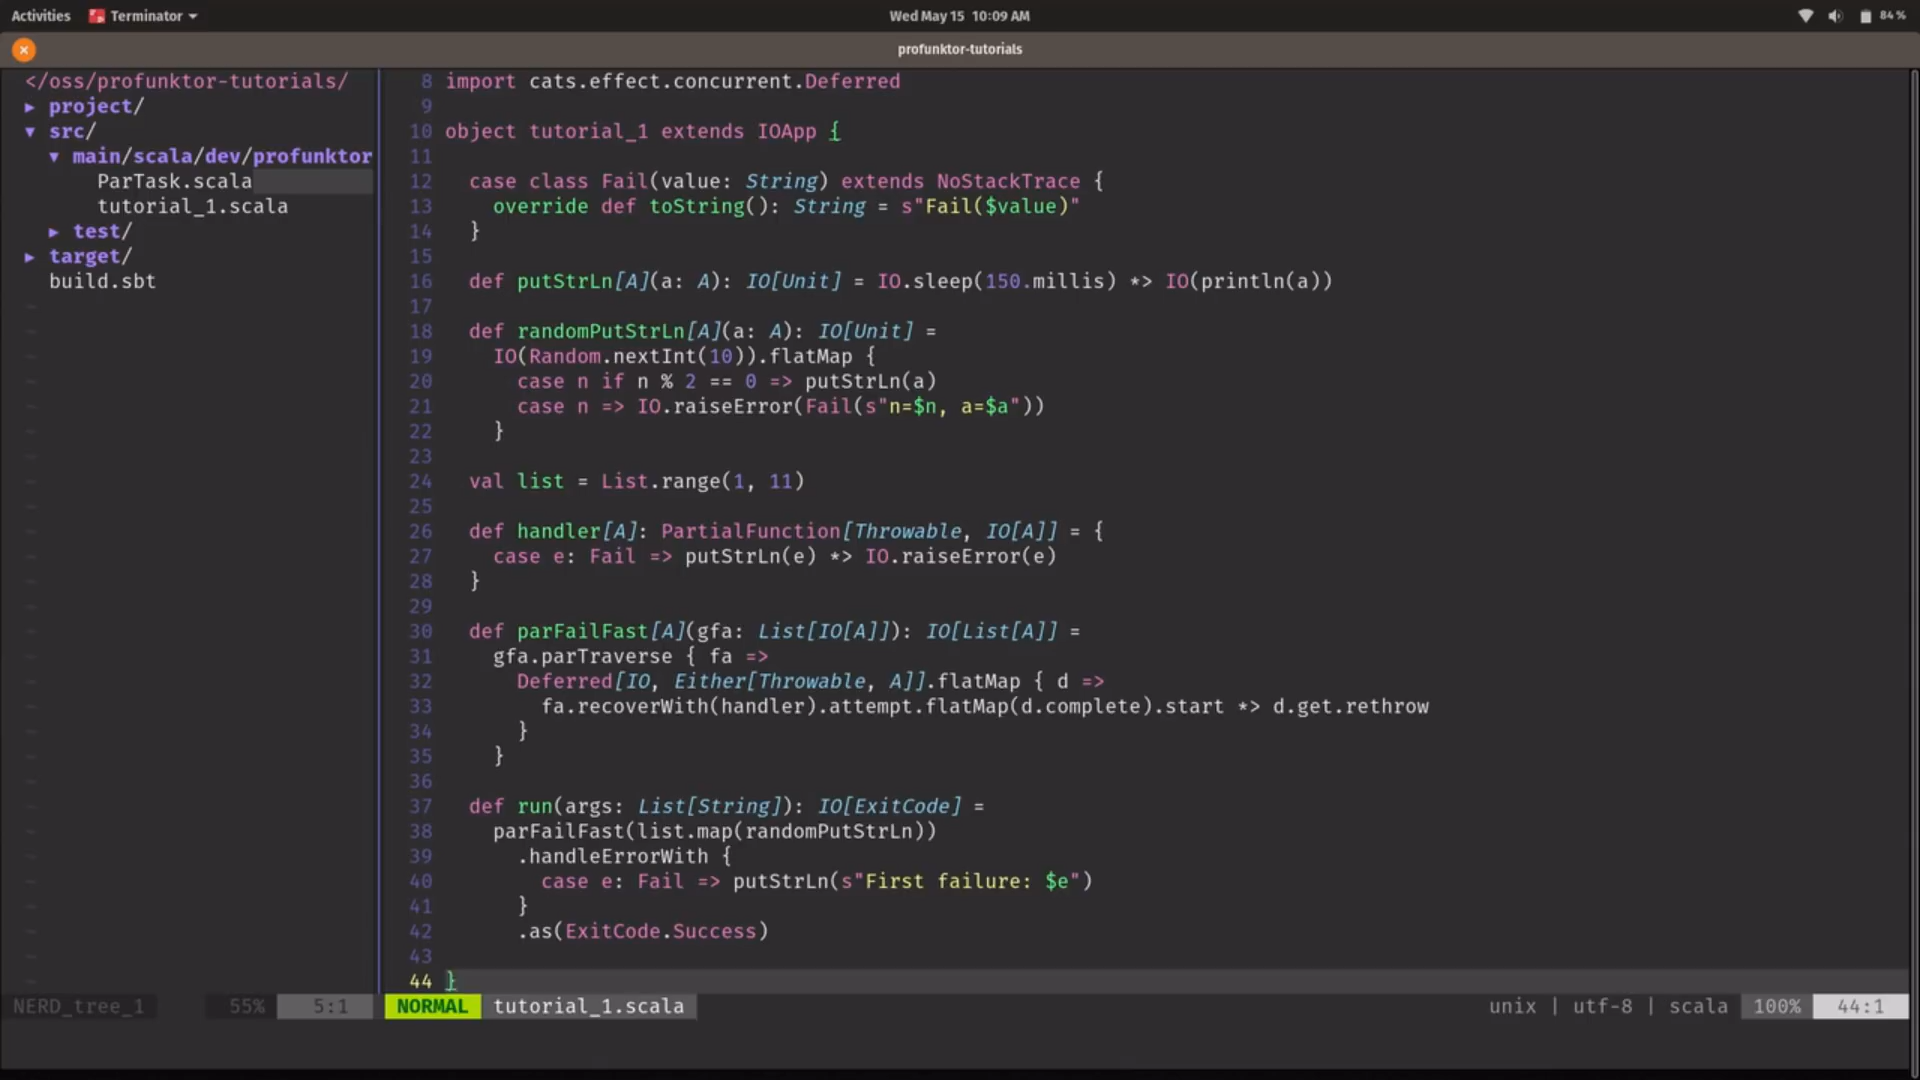 Activities Terminator Wed May 15 10:09 AM 84 %
profunktor-tutorials
</oss/profunktor-tutorials/
▸ project/
▾ src/
▾ main/scala/dev/profunktor
ParTask.scala
tutorial_1.scala
▸ test/
▸ target/
build.sbt
8 import cats.effect.concurrent.Deferred
9
10 object tutorial_1 extends IOApp {
11
12 case class Fail(value: String) extends NoStackTrace {
13 override def toString(): String = s"Fail($value)"
14 }
15
16 def putStrLn[A](a: A): IO[Unit] = IO.sleep(150.millis) *> IO(println(a))
17
18 def randomPutStrLn[A](a: A): IO[Unit] =
19 IO(Random.nextInt(10)).flatMap {
20 case n if n % 2 == 0 => putStrLn(a)
21 case n => IO.raiseError(Fail(s"n=$n, a=$a"))
22 }
23
24 val list = List.range(1, 11)
25
26 def handler[A]: PartialFunction[Throwable, IO[A]] = {
27 case e: Fail => putStrLn(e) *> IO.raiseError(e)
28 }
29
30 def parFailFast[A](gfa: List[IO[A]]): IO[List[A]] =
31 gfa.parTraverse { fa =>
32 Deferred[IO, Either[Throwable, A]].flatMap { d =>
33 fa.recoverWith(handler).attempt.flatMap(d.complete).start *> d.get.rethrow
34 }
35 }
36
37 def run(args: List[String]): IO[ExitCode] =
38 parFailFast(list.map(randomPutStrLn))
39 .handleErrorWith {
40 case e: Fail => putStrLn(s"First failure: $e")
41 }
42 .as(ExitCode.Success)
43
44 }
NERD_tree_1 55% 5:1 NORMAL tutorial_1.scala unix | utf-8 | scala 100% 44:1